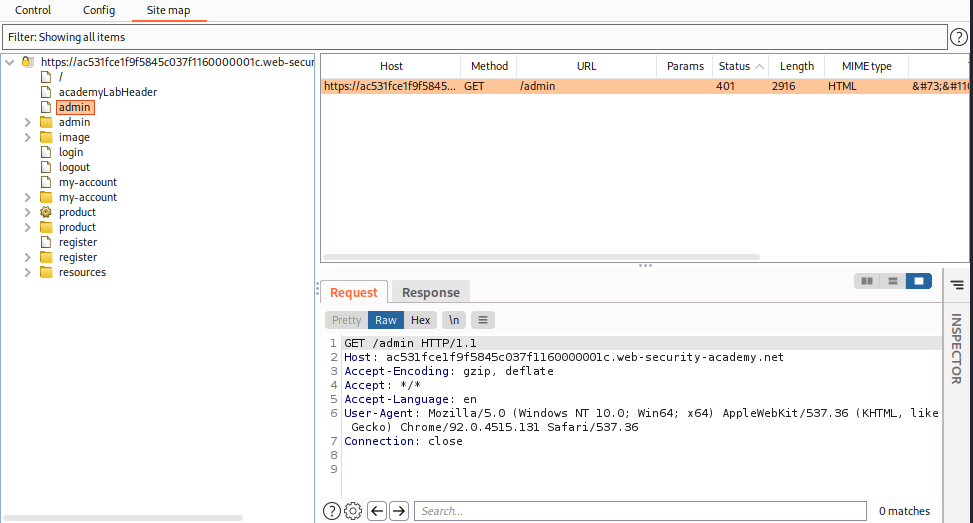 Control Config Site map
Filter: Showing all items
?
https://ac531fce1f9f5845c037f1160000001c.web-secur
/
academyLabHeader
admin
admin
image
login
logout
my-account
my-account
product
product
register
register
resources
Host Method URL Params Status Length MIME type
https://ac531fce1f9f5845... GET /admin 401 2916 HTML &#73;&#110
Request Response
Pretty Raw Hex \n
1 GET /admin HTTP/1.1
2 Host: ac531fce1f9f5845c037f1160000001c.web-security-academy.net
3 Accept-Encoding: gzip, deflate
4 Accept: */*
5 Accept-Language: en
6 User-Agent: Mozilla/5.0 (Windows NT 10.0; Win64; x64) AppleWebKit/537.36 (KHTML, like
Gecko) Chrome/92.0.4515.131 Safari/537.36
7 Connection: close
8
9
INSPECTOR
? Search... 0 matches